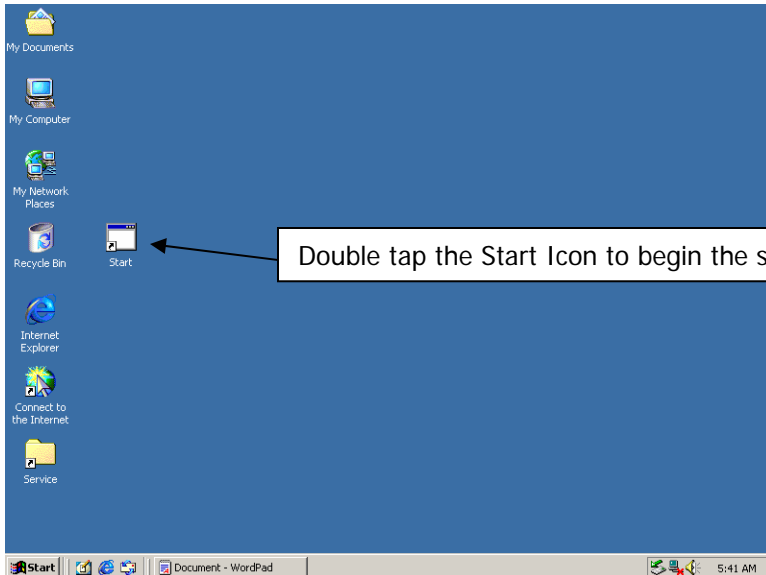 My Documents
My Computer
My Network
Places
Recycle Bin
Start
Double tap the Start Icon to begin the s
Internet
Explorer
Connect to
the Internet
Service
Start
Document - WordPad
5:41 AM